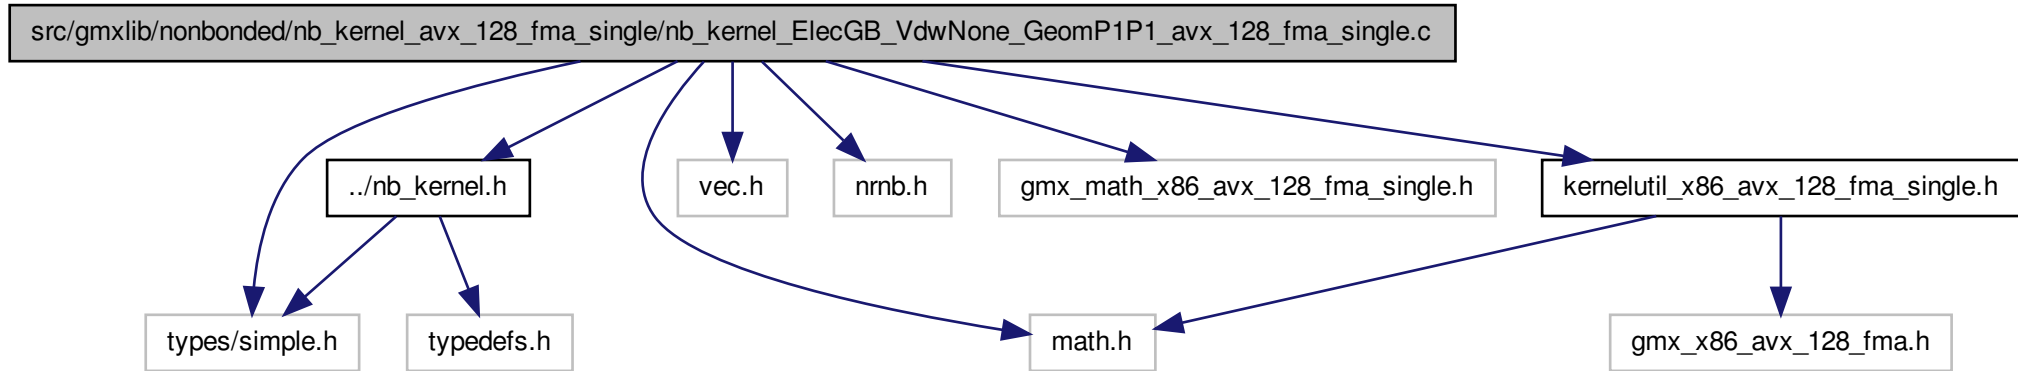 src/gmxlib/nonbonded/nb_kernel_avx_128_fma_single/nb_kernel_ElecGB_VdwNone_GeomP1P1_avx_128_fma_single.c
../nb_kernel.h
vec.h
nrnb.h
gmx_math_x86_avx_128_fma_single.h
kernelutil_x86_avx_128_fma_single.h
types/simple.h
typedefs.h
math.h
gmx_x86_avx_128_fma.h